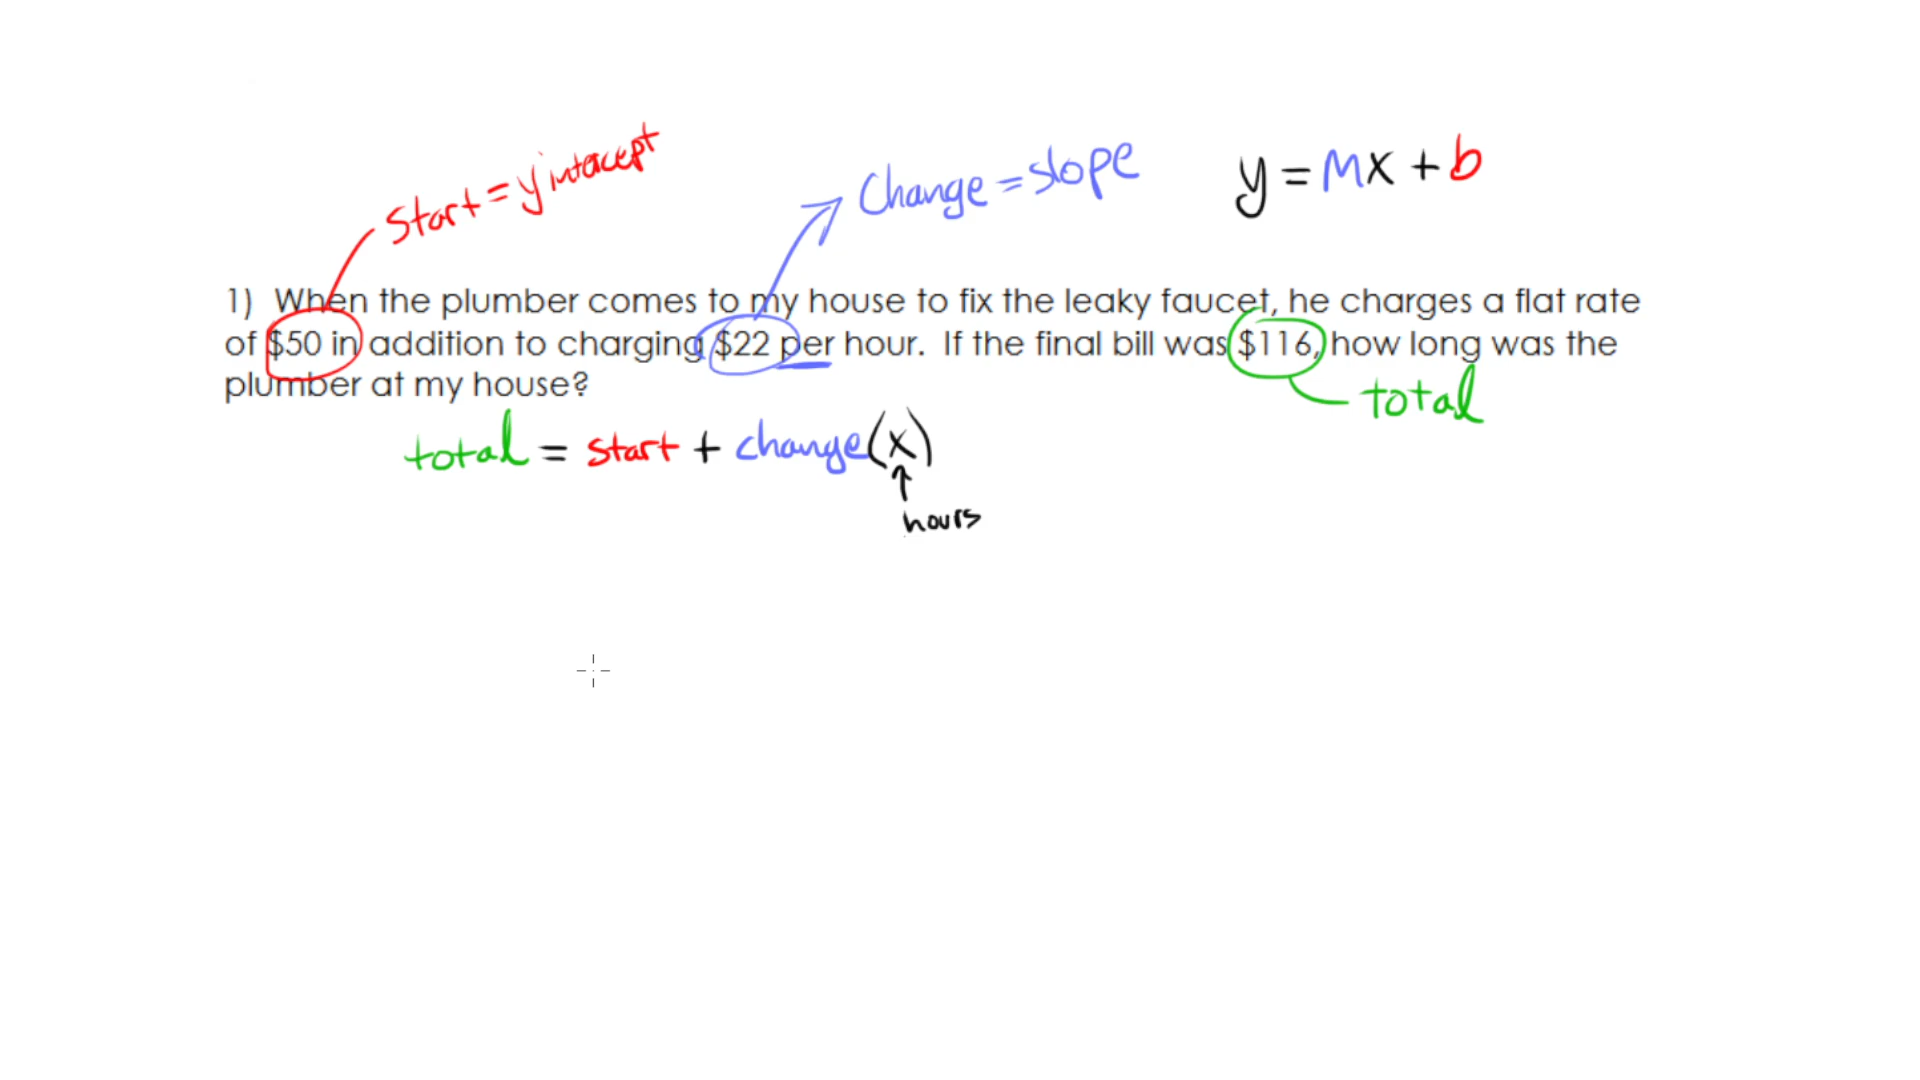 Start = y intercept
Change = slope
y = mx + b
1) When the plumber comes to my house to fix the leaky faucet, he charges a flat rate
of $50 in addition to charging $22 per hour. If the final bill was $116, how long was the
plumber at my house?
total
total = start + change(x)
hours